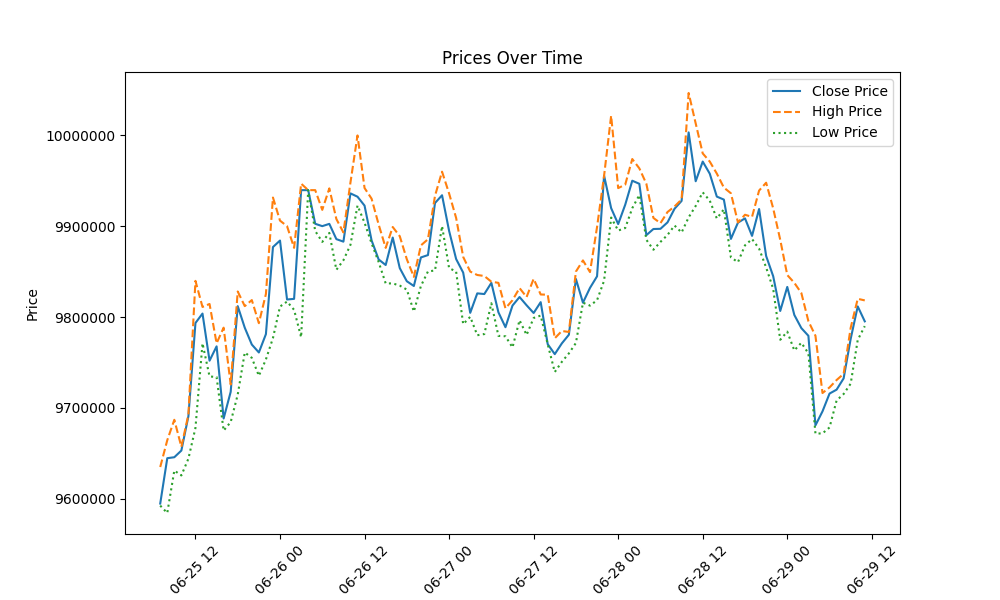 Prices Over Time
Close Price
High Price
Low Price
Price
10000000
9900000
9800000
9700000
9600000
06-25 12
06-26 00
06-26 12
06-27 00
06-27 12
06-28 00
06-28 12
06-29 00
06-29 12